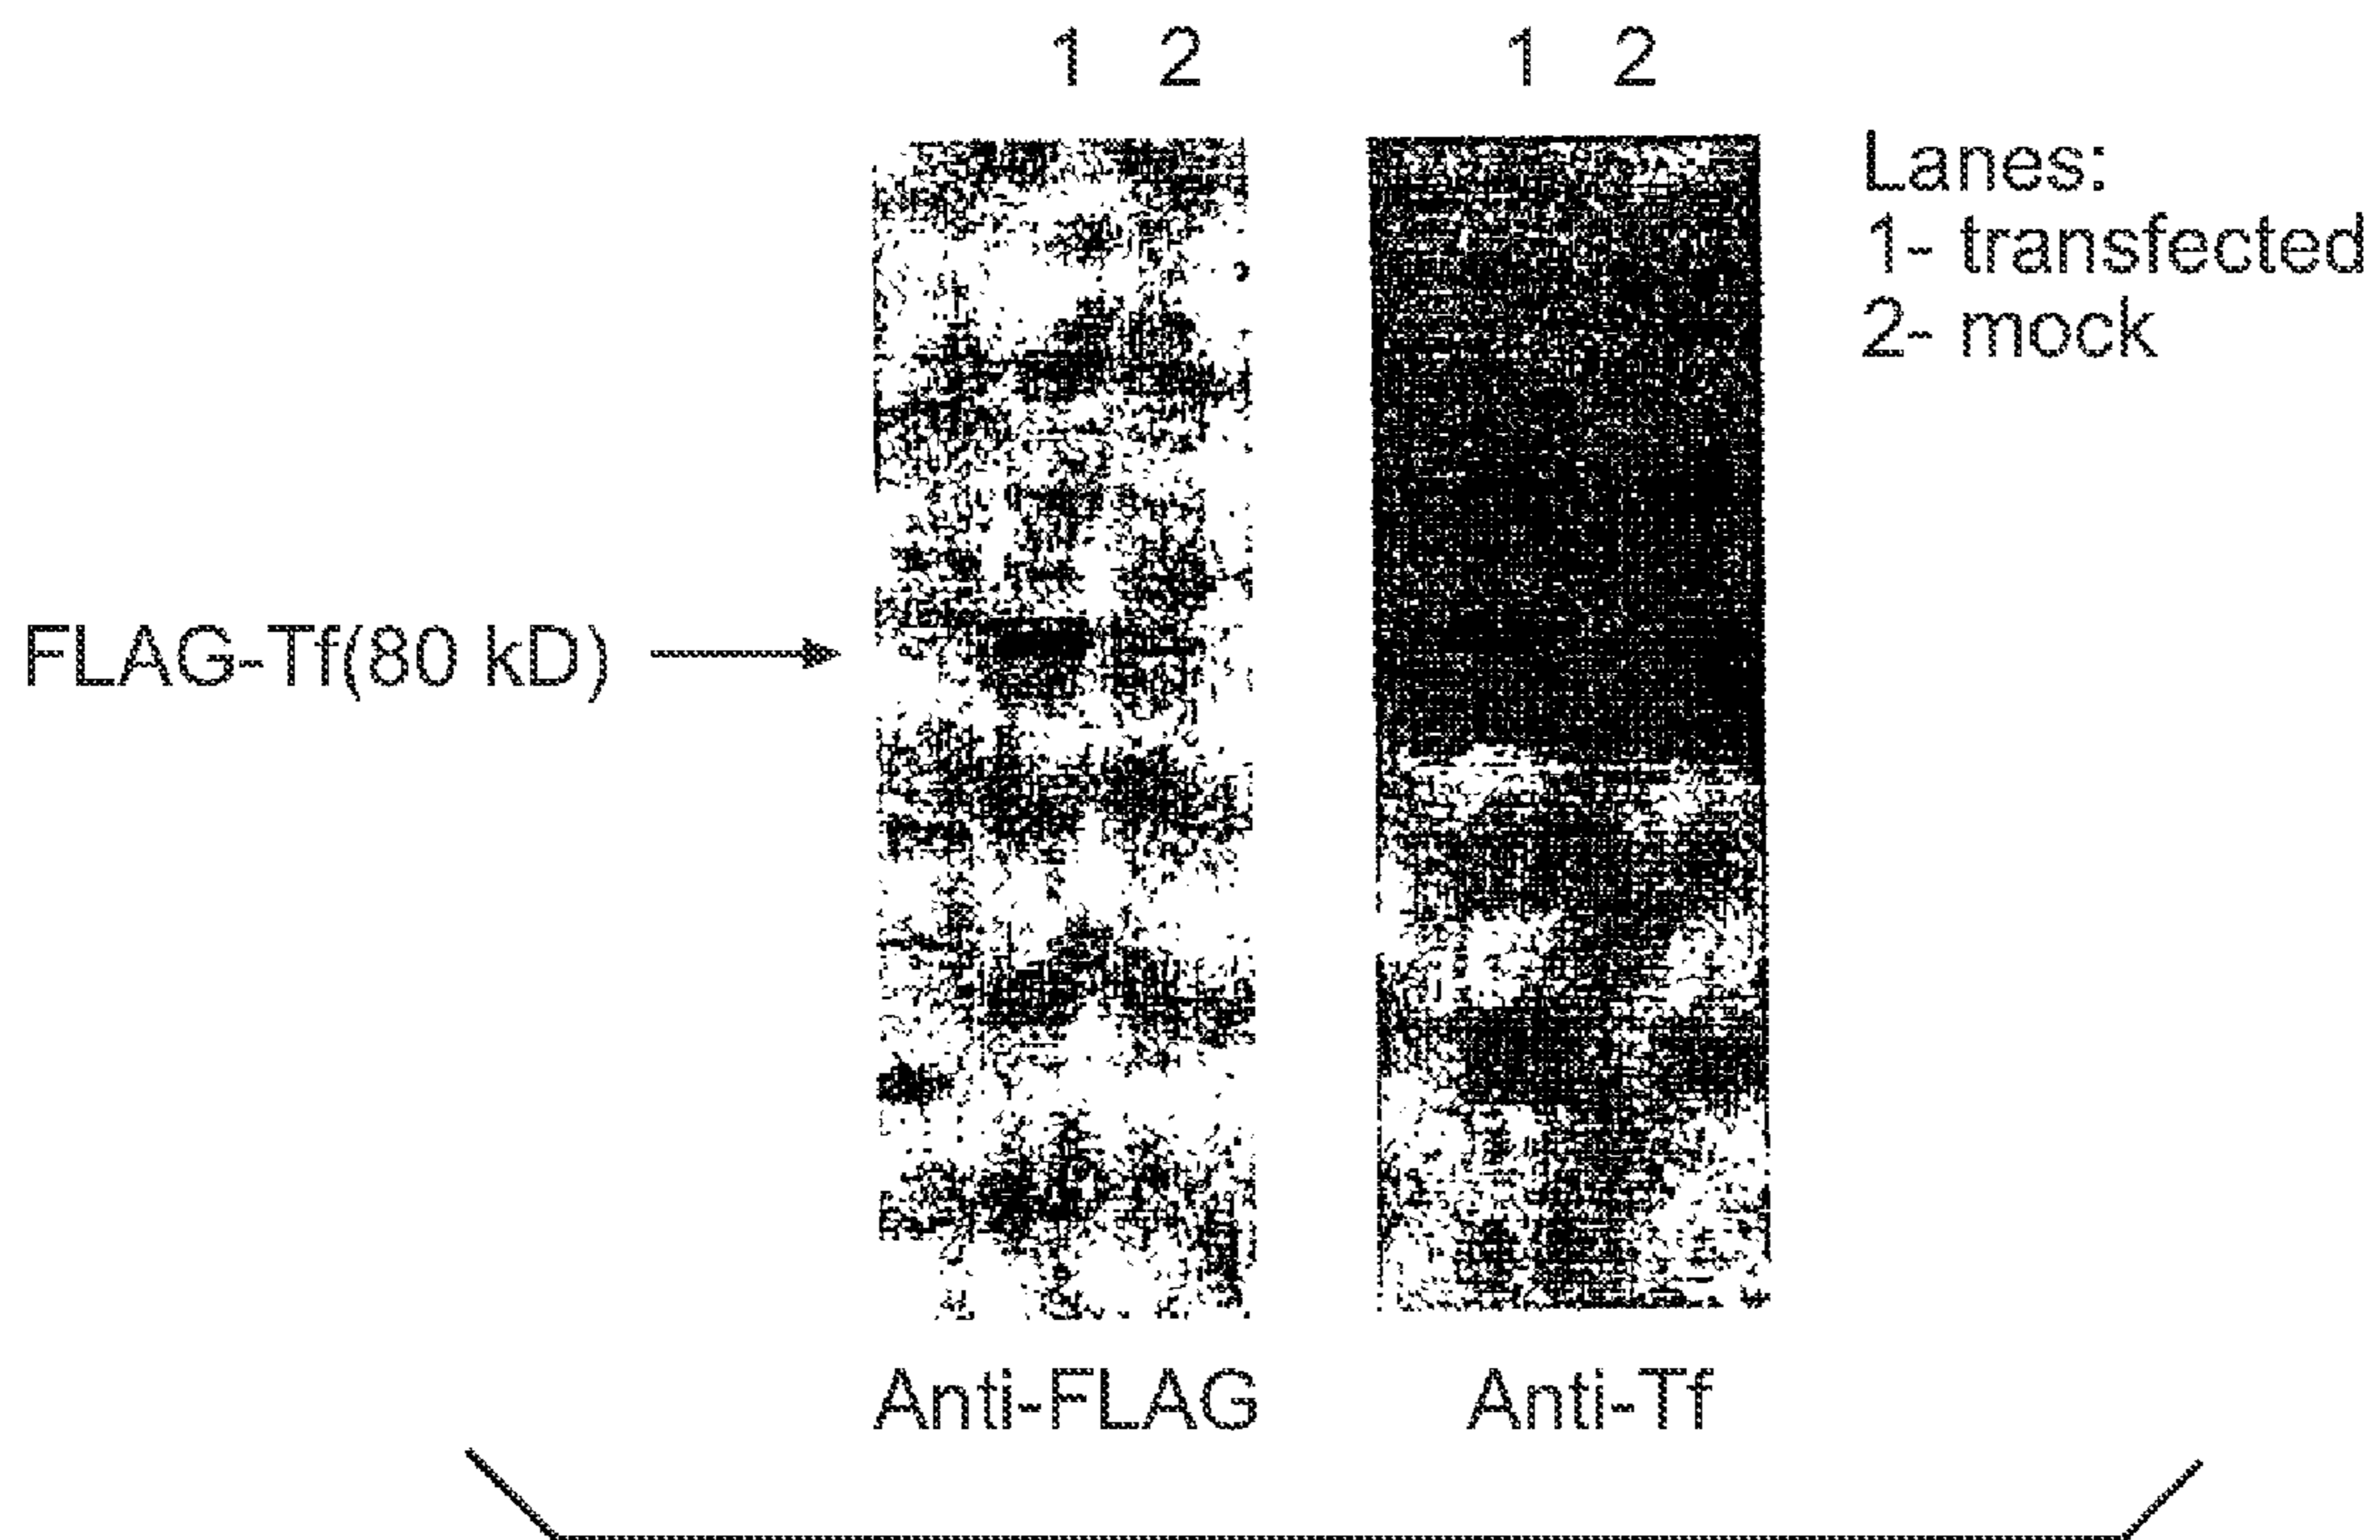 1 2
1 2
Lanes:
1- transfected
2- mock
FLAG-Tf(80 kD)
Anti-FLAG
Anti-Tf